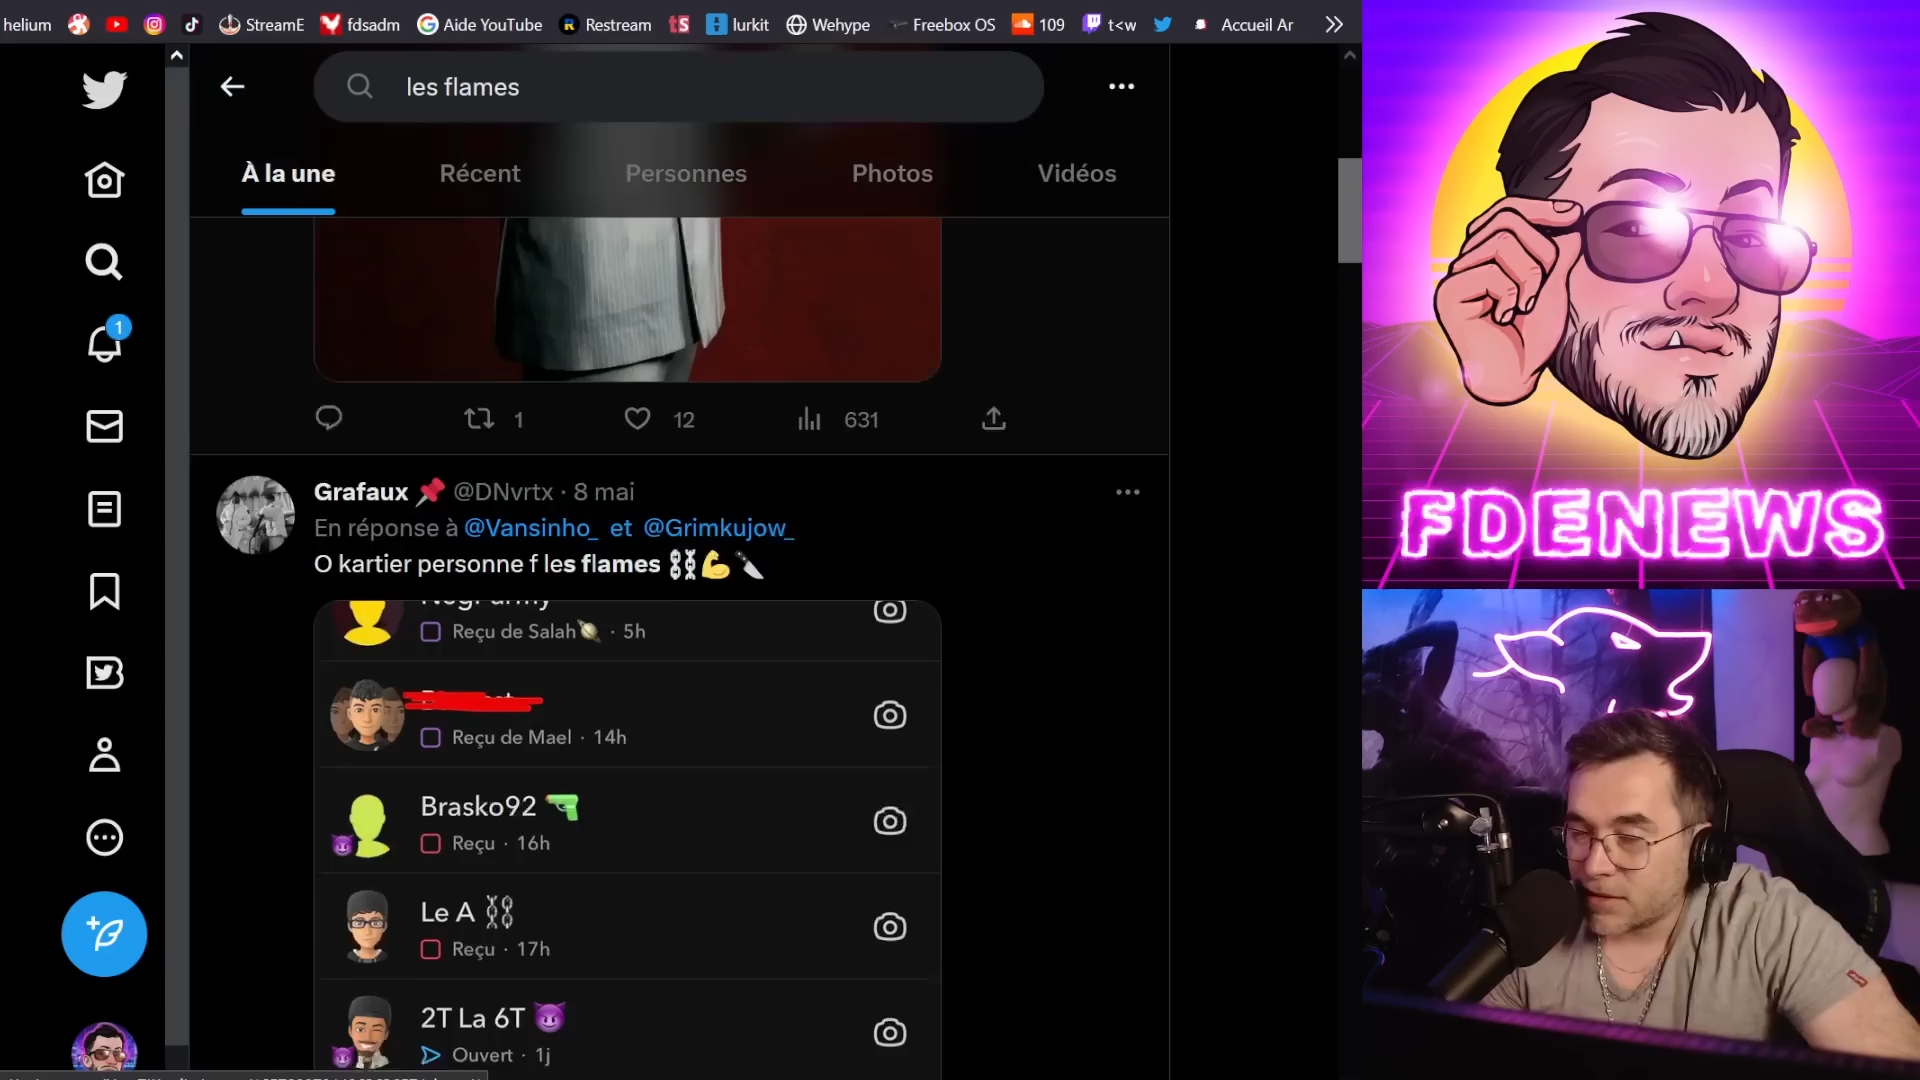 helium
StreamE
fdsadm
Aide YouTube
Restream
lurkit
Wehype
Freebox OS
109
t<w
Accueil Ar
les flames
À la une
Récent
Personnes
Photos
Vidéos
1
1
12
631
Grafaux @DNvrtx · 8 mai
En réponse à @Vansinho_ et @Grimkujow_
O kartier personne f les flames
Reçu de Salah · 5h
Reçu de Mael · 14h
Brasko92
Reçu · 16h
Le A
Reçu · 17h
2T La 6T
Ouvert · 1j
FDENEWS